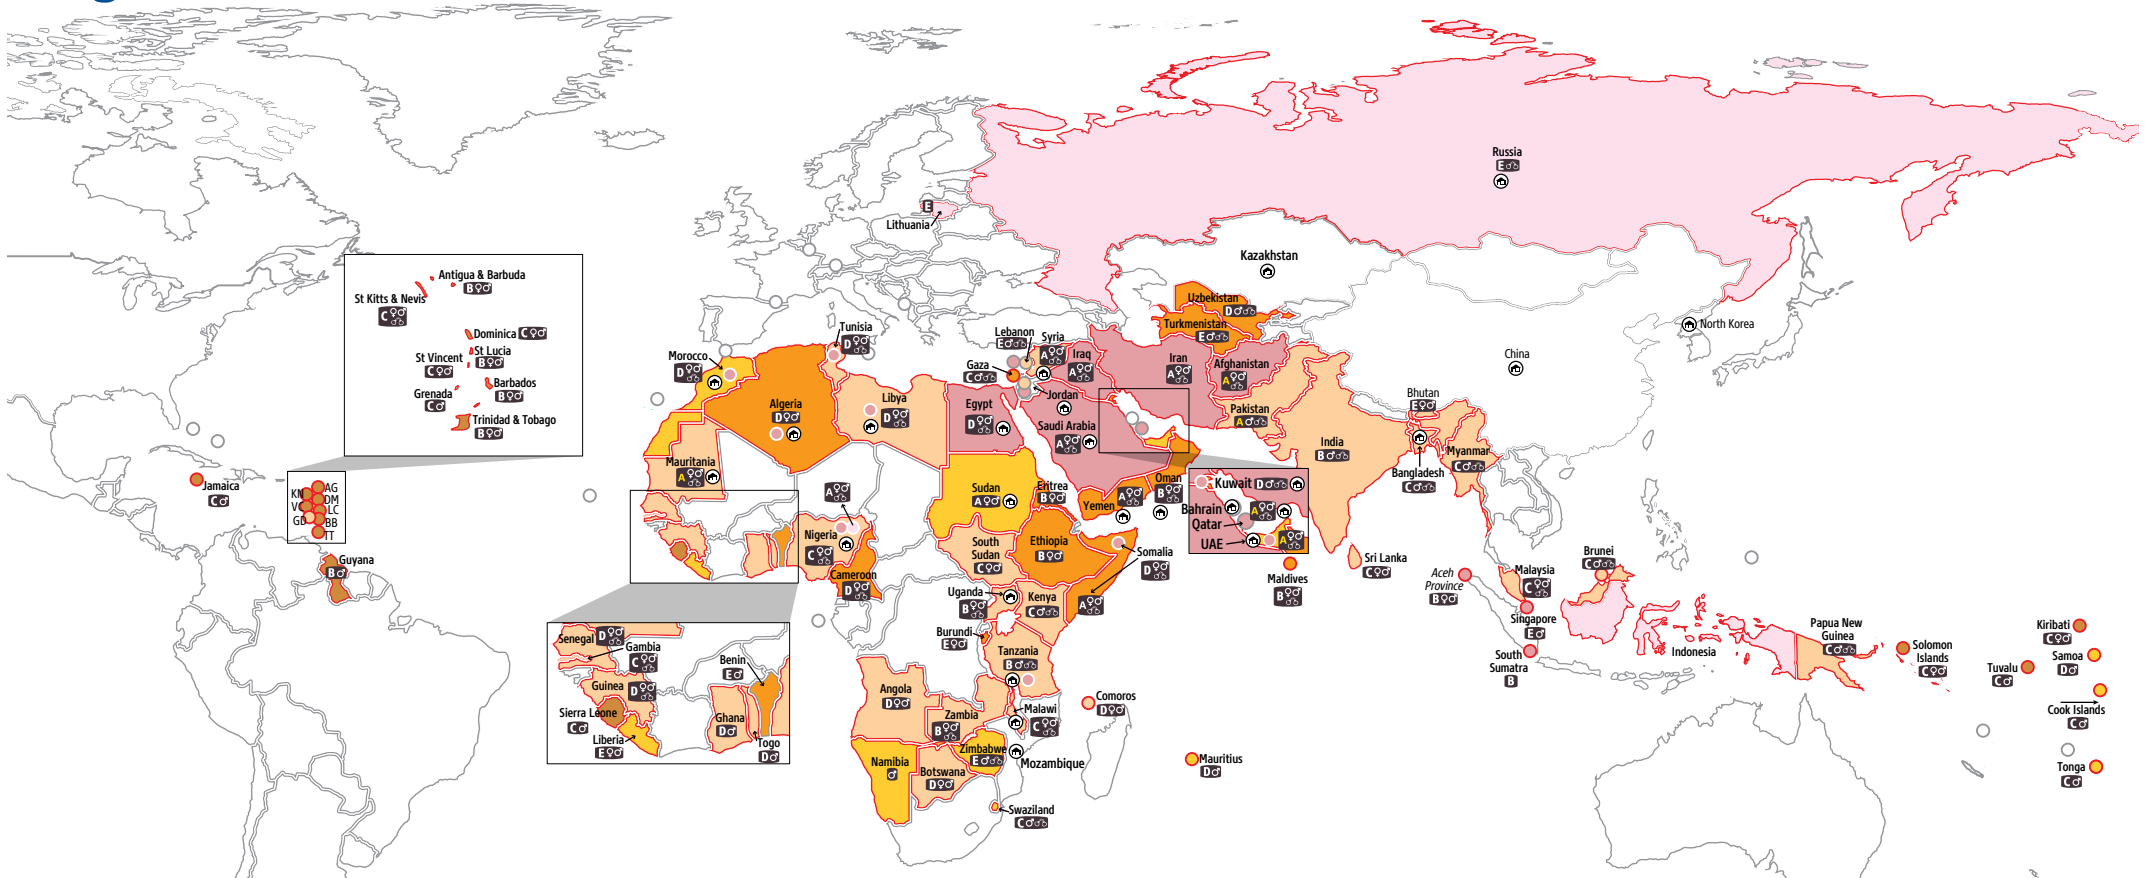 Russia
E
E
Lithuania
Kazakhstan
Antigua & Barbuda
B
St Kitts & Nevis
C
Dominica C
St Lucia
B
St Vincent
C
Barbados
B
Grenada
C
Trinidad & Tobago
B
Uzbekistan
D
Turkmenistan
E
North Korea
China
Tunisia
D
Morocco
D
Lebanon
E
Syria
A
Iraq
A
Iran
A
Afghanistan
A
Gaza
C
Jordan
Algeria
D
Libya
D
Egypt
D
Saudi Arabia
A
Pakistan
A
Bhutan
E
India
B
Myanmar
C
Bangladesh
C
Mauritania
A
A
Sudan
A
Eritrea
B
Yemen
A
Oman
B
Kuwait D
Bahrain
Qatar
A
UAE
A
Jamaica
C
KN
AG
DM
VC
LC
GD
BB
TT
Guyana
B
Nigeria
C
Cameroon
D
South
Sudan
C
Ethiopia
B
Somalia
D
A
Maldives
B
Sri Lanka
C
Uganda
B
Kenya
C
Burundi
E
Tanzania
B
Aceh
Province
B
Malaysia
C
Brunei
C
Singapore
E
South
Sumatra
B
Indonesia
Papua New
Guinea
C
Solomon
Islands
C
Kiribati
C
Samoa
D
Tuvalu
C
Cook Islands
C
Tonga
C
Senegal D
Gambia
C
Guinea
D
Sierra Leone
C
Liberia
E
Benin
E
Ghana
D
Togo
D
Angola
D
Zambia
B
Malawi
C
Comoros
D
Zimbabwe
E
Mozambique
Namibia
Botswana
D
Mauritius
D
Swaziland
C